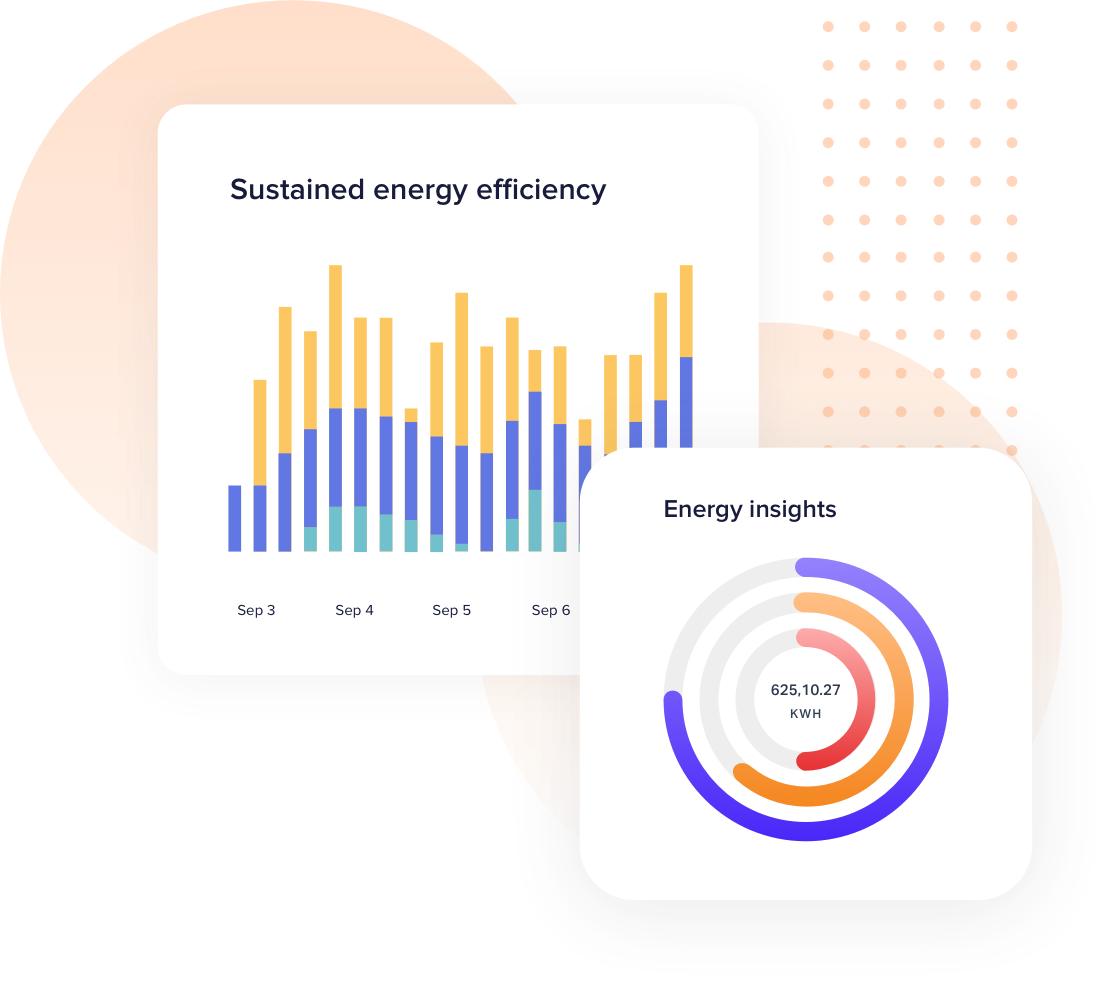 Sustained energy efficiency
Sep 3
Sep 4
Sep 5
Sep 6
Energy insights
625,10.27
KWH